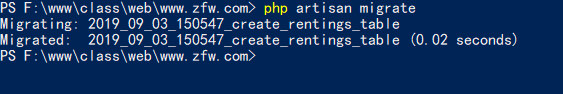 PS F:\www\class\web\www.zfw.com> php artisan migrate
Migrating: 2019_09_03_150547_create_rentings_table
Migrated:  2019_09_03_150547_create_rentings_table (0.02 seconds)
PS F:\www\class\web\www.zfw.com>